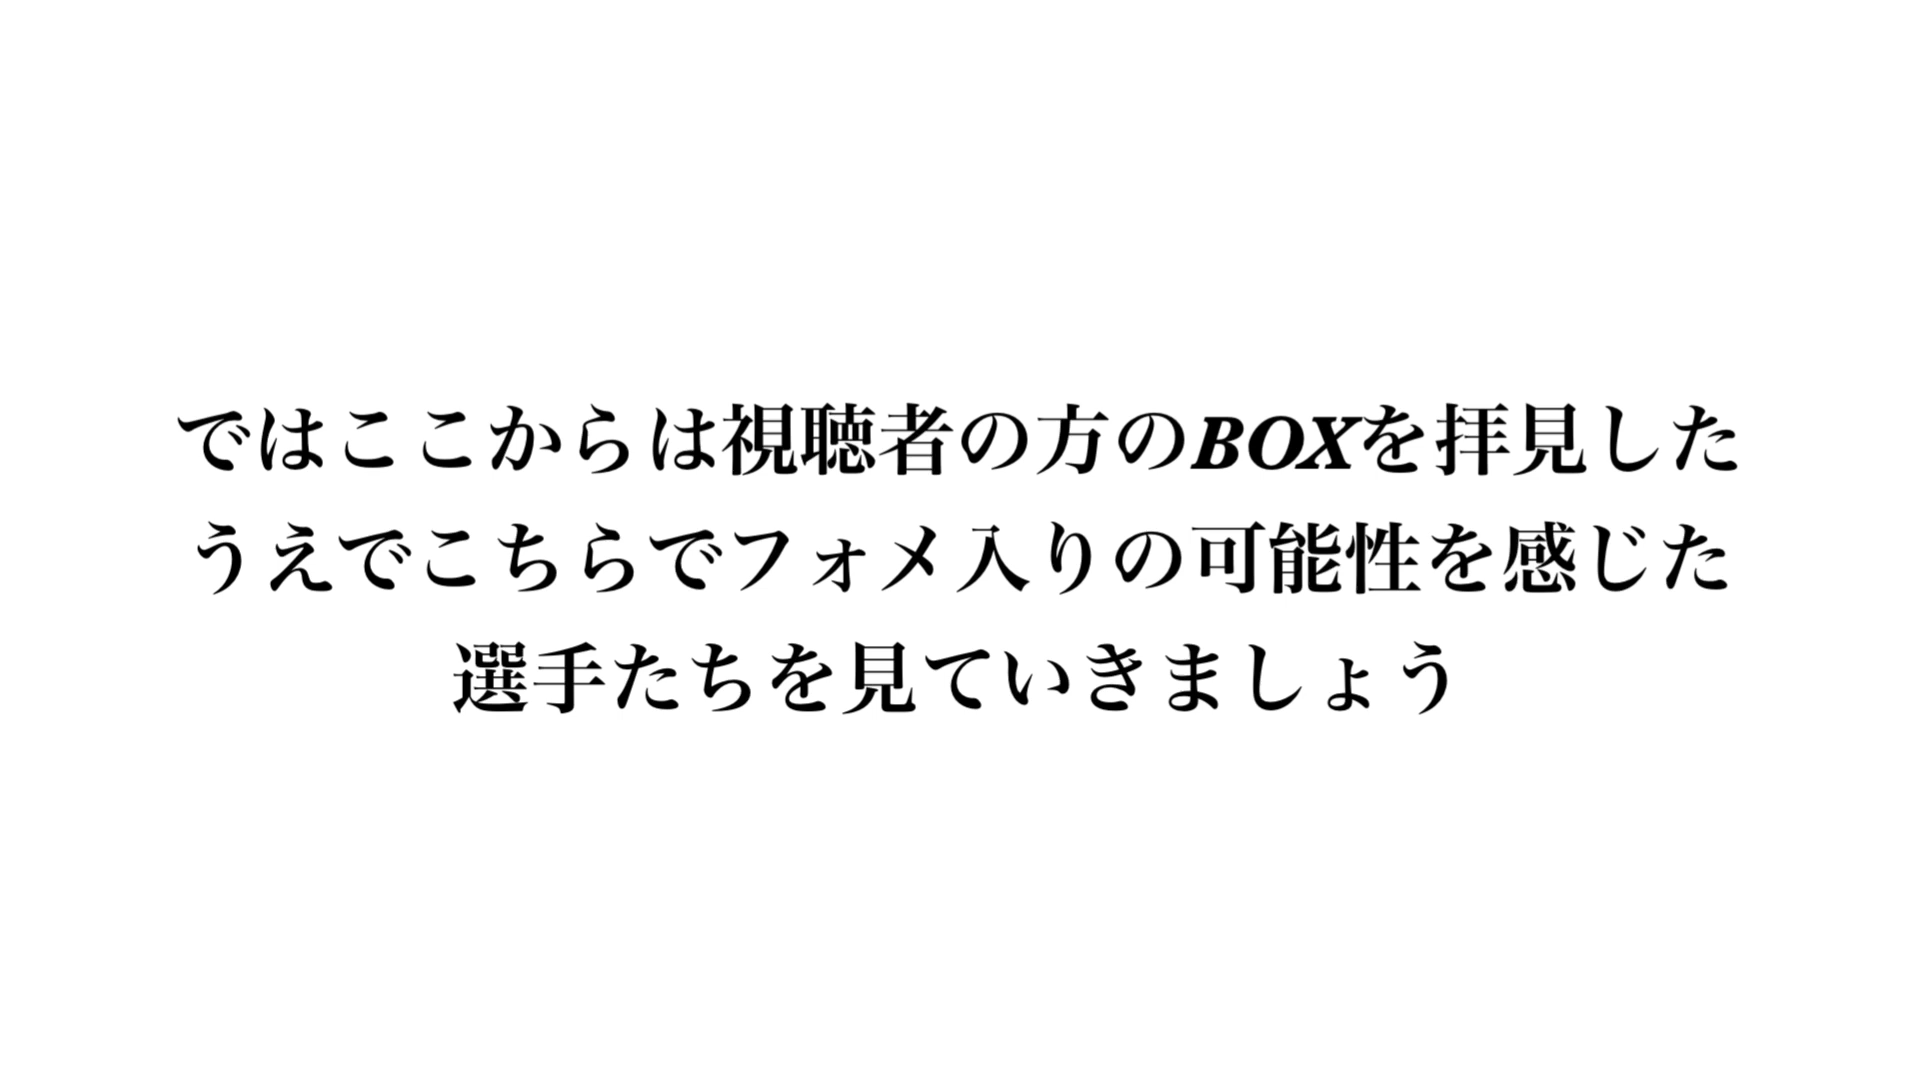 ではここからは視聴者の方のBOXを拝見した
うえでこちらでフォメ入りの可能性を感じた
選手たちを見ていきましょう